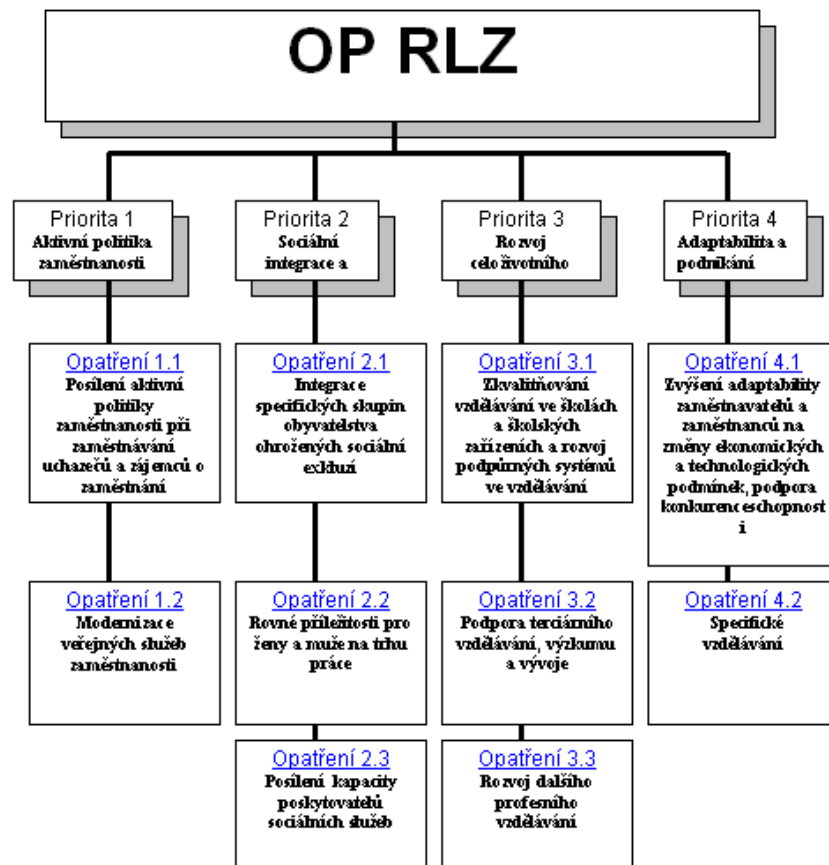 OP RLZ
Priorita 1
Aktivní politika
zaměstnanosti
Priorita 2
Sociální
integrace a
Priorita 3
Rozvoj
celoživotního
Priorita 4
Adaptabilita a
podnikání
Opatření 1.1
Posílení aktivní
politiky
zaměstnanosti při
zaměstnávání
uchazečů a zájemců o
zaměstnání
Opatření 2.1
Integrace
specifických skupin
obyvatelstva
ohrožených sociální
exkluzí
Opatření 3.1
Zkvalitňování
vzdělávání ve školách
a školských
zařízeních a rozvoj
podpůrných systémů
ve vzdělávání
Opatření 4.1
Zvýšení adaptability
zaměstnavatelů a
zaměstnanců na
změny ekonomických
a technologických
podmínek, podpora
konkurenceschopnost
i
Opatření 1.2
Modernizace
veřejných služeb
zaměstnanosti
Opatření 2.2
Rovné příležitosti pro
ženy a muže na trhu
práce
Opatření 3.2
Podpora terciárního
vzdělávání, výzkumu
a vývoje
Opatření 4.2
Specifické
vzdělávání
Opatření 2.3
Posílení kapacity
poskytovatelů
sociálních služeb
Opatření 3.3
Rozvoj dalšího
profesního
vzdělávání